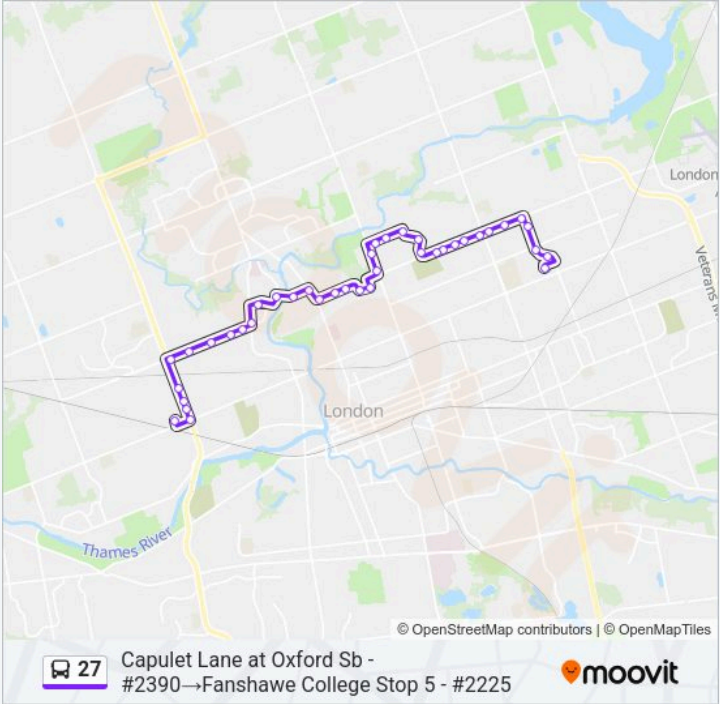 London
Veterans M
London
Thames River
© OpenStreetMap contributors | © OpenMapTiles
27
Capulet Lane at Oxford Sb -
#2390→Fanshawe College Stop 5 - #2225
moovit